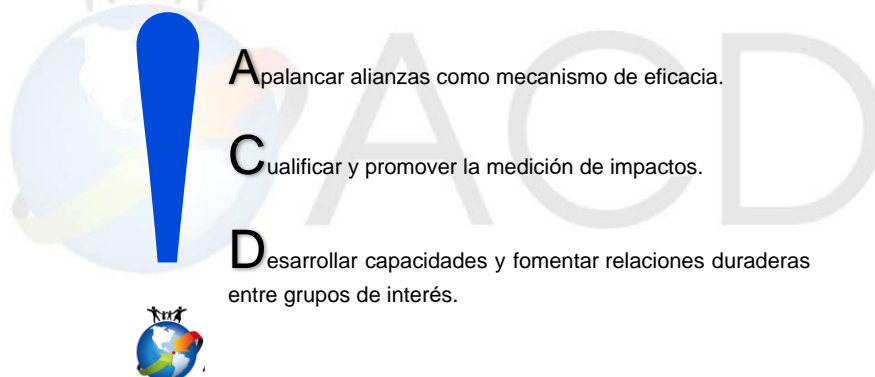 ACD
Apalancar alianzas como mecanismo de eficacia.
Cualificar y promover la medición de impactos.
Desarrollar capacidades y fomentar relaciones duraderas
entre grupos de interés.